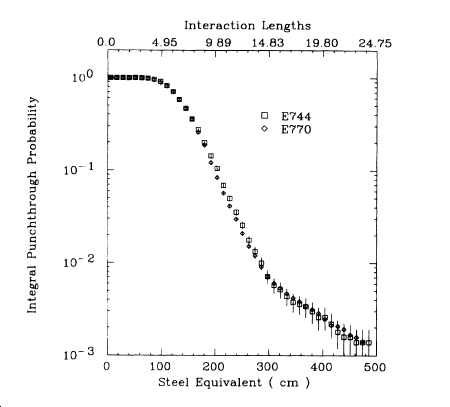 Interaction Lengths
0.0 4.95 9.89 14.83 19.80 24.75
10^0
10^-1
10^-2
10^-3
Integral Punchthrough Probability
E744
E770
0 100 200 300 400 500
Steel Equivalent ( cm )